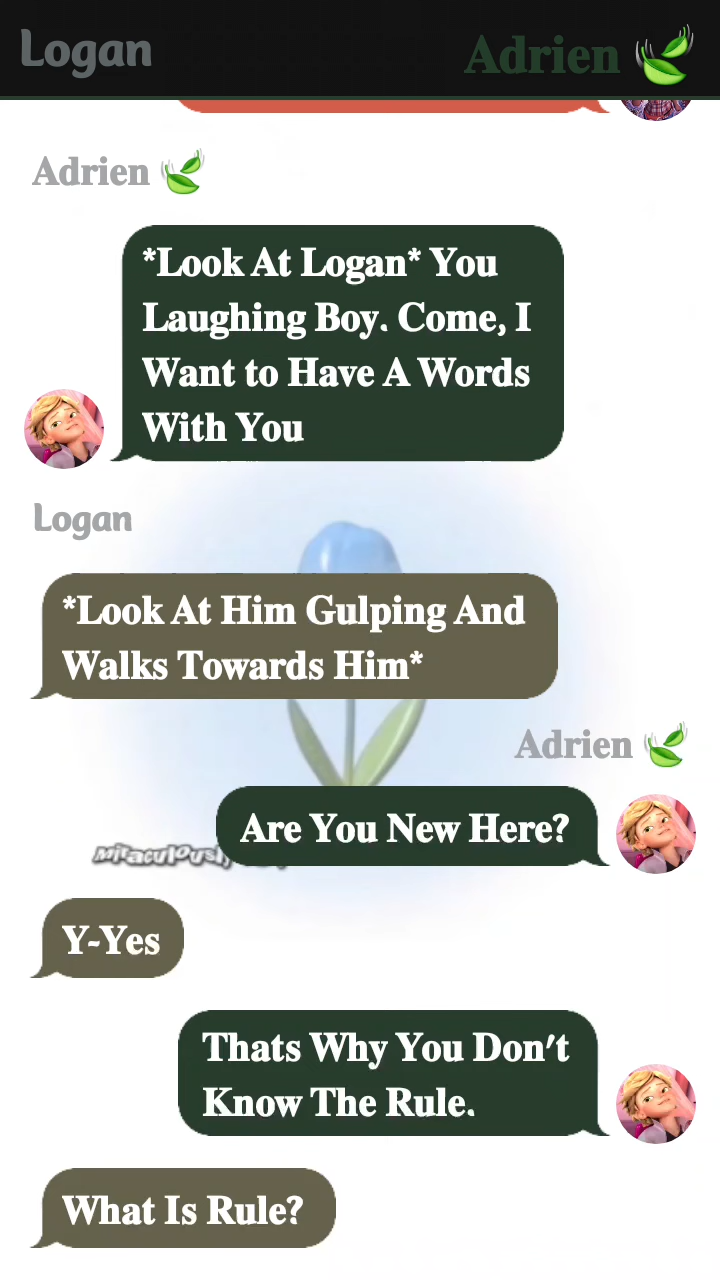 Logan
Adrien
Adrien
*Look At Logan* You
Laughing Boy. Come, I
Want to Have A Words
With You
Logan
*Look At Him Gulping And
Walks Towards Him*
Adrien
Are You New Here?
Y-Yes
Thats Why You Don't
Know The Rule.
What Is Rule?